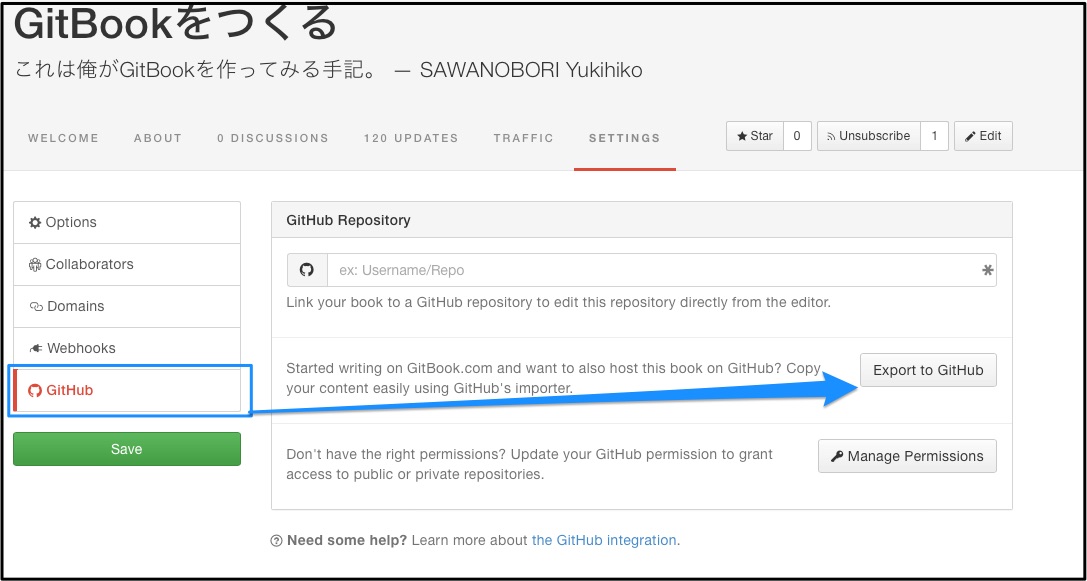 GitBookをつくる
これは俺がGitBookを作ってみる手記。 — SAWANOBORI Yukihiko
WELCOME ABOUT 0 DISCUSSIONS 120 UPDATES TRAFFIC SETTINGS Star 0 Unsubscribe 1 Edit
Options
Collaborators
Domains
Webhooks
GitHub
Save
GitHub Repository
ex: Username/Repo
Link your book to a GitHub repository to edit this repository directly from the editor.
Started writing on GitBook.com and want to also host this book on GitHub? Copy
your content easily using GitHub's importer.
Export to GitHub
Don't have the right permissions? Update your GitHub permission to grant
access to public or private repositories.
Manage Permissions
Need some help? Learn more about the GitHub integration.